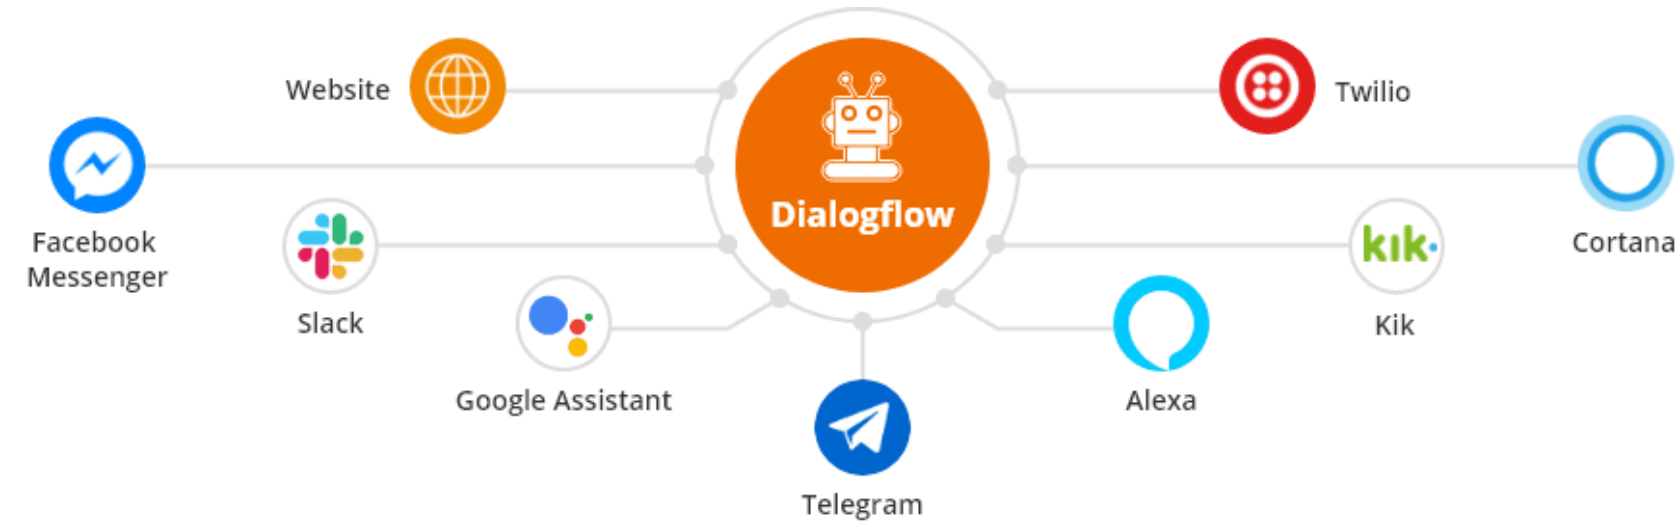 Website
Twilio
Facebook
Messenger
Dialogflow
Cortana
kik.
Slack
Kik
Google Assistant
Alexa
Telegram